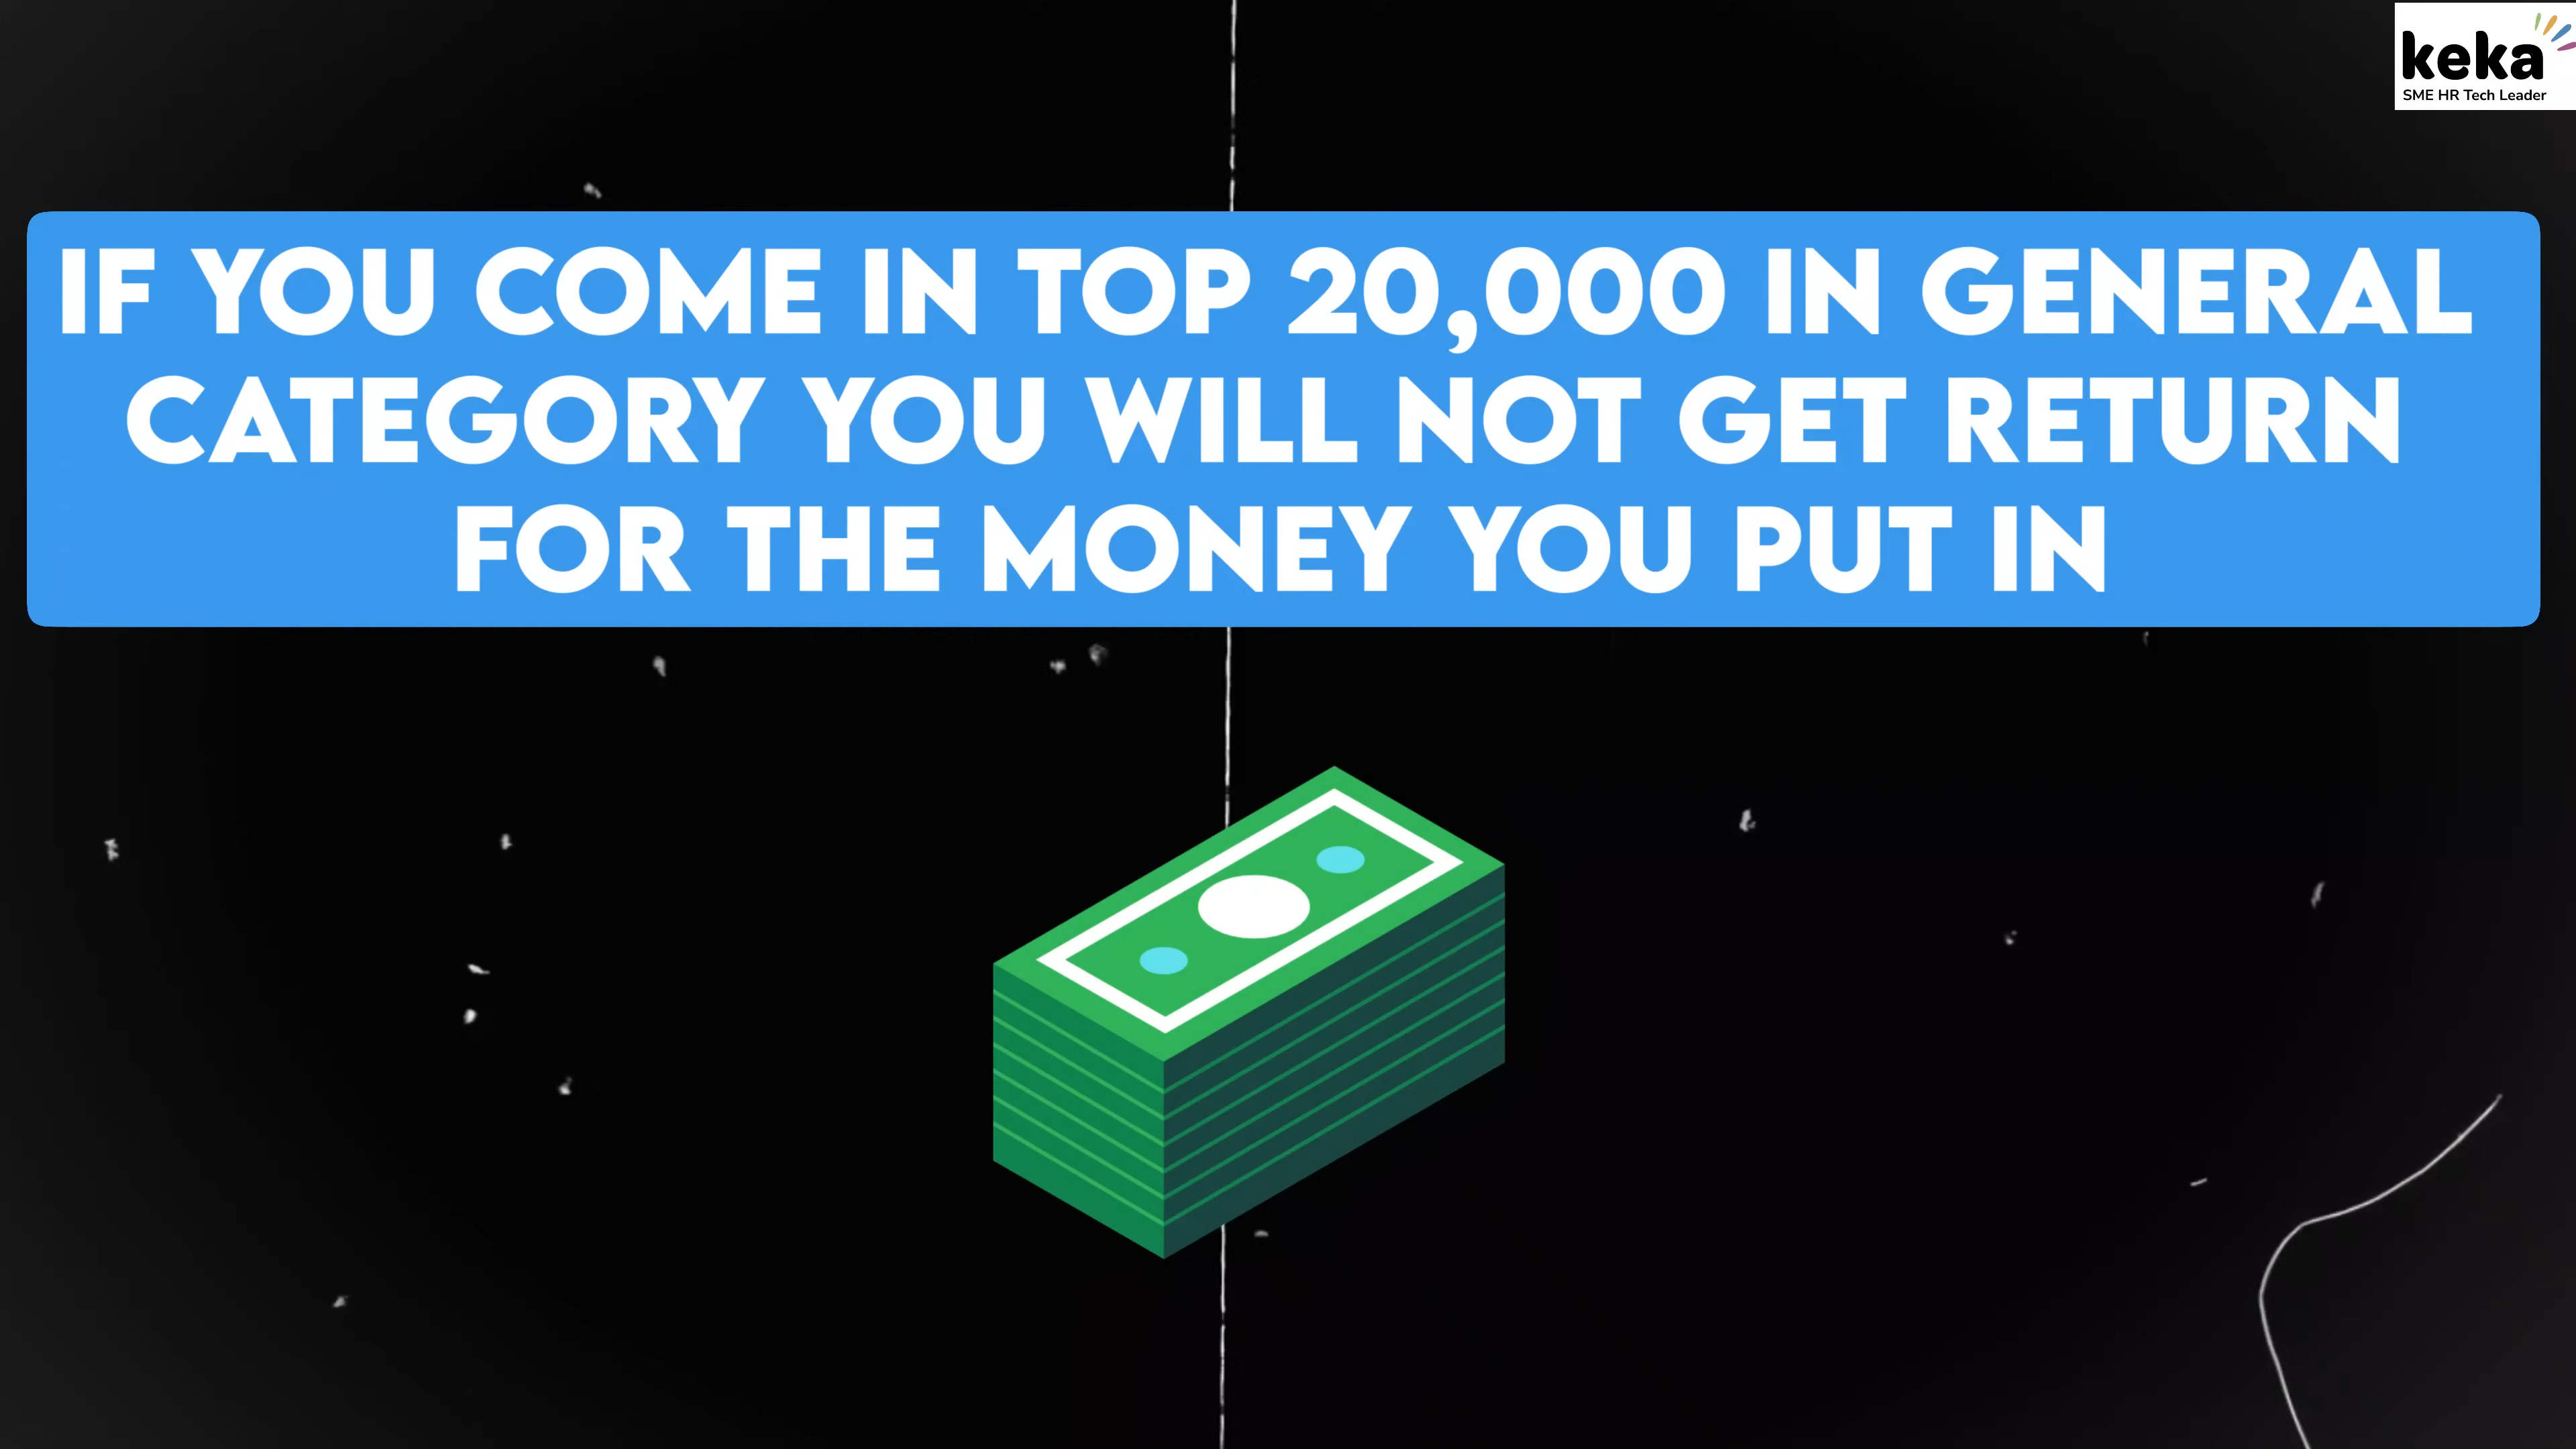 keka
SME HR Tech Leader
IF YOU COME IN TOP 20,000 IN GENERAL
CATEGORY YOU WILL NOT GET RETURN
FOR THE MONEY YOU PUT IN